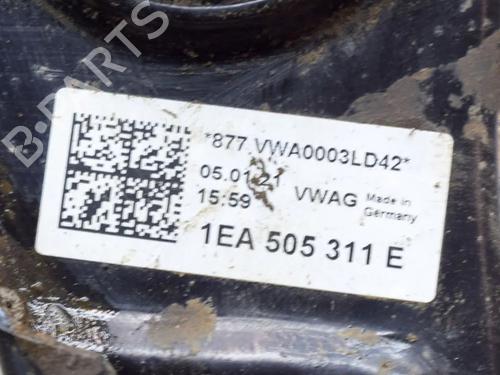 B-PARTS
*877 VWA0003LD42*
05.01.21
15:59 VWAG Made in Germany
1EA 505 311 E